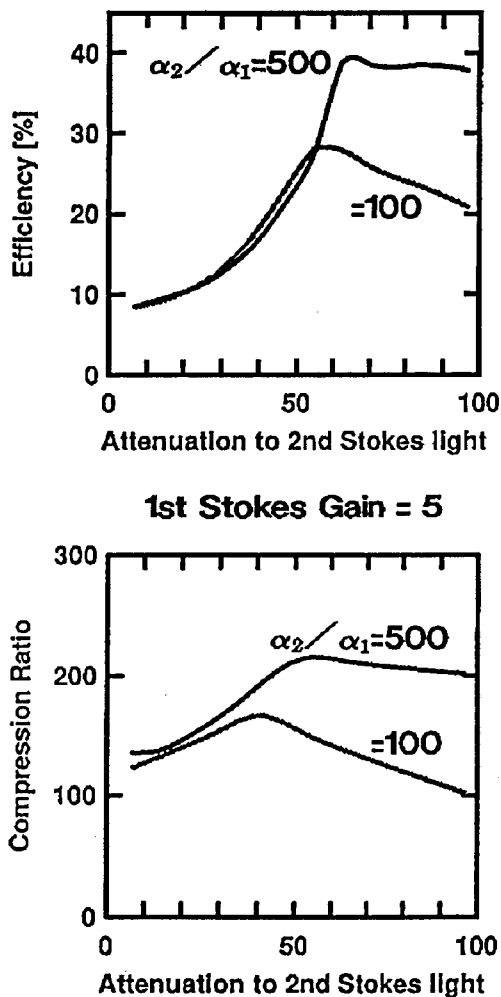 40
30
20
10
0
Efficiency [%]
α₂／α₁=500
=100
0 50 100
Attenuation to 2nd Stokes light
1st Stokes Gain = 5
300
200
100
0
Compression Ratio
α₂／α₁=500
=100
0 50 100
Attenuation to 2nd Stokes light